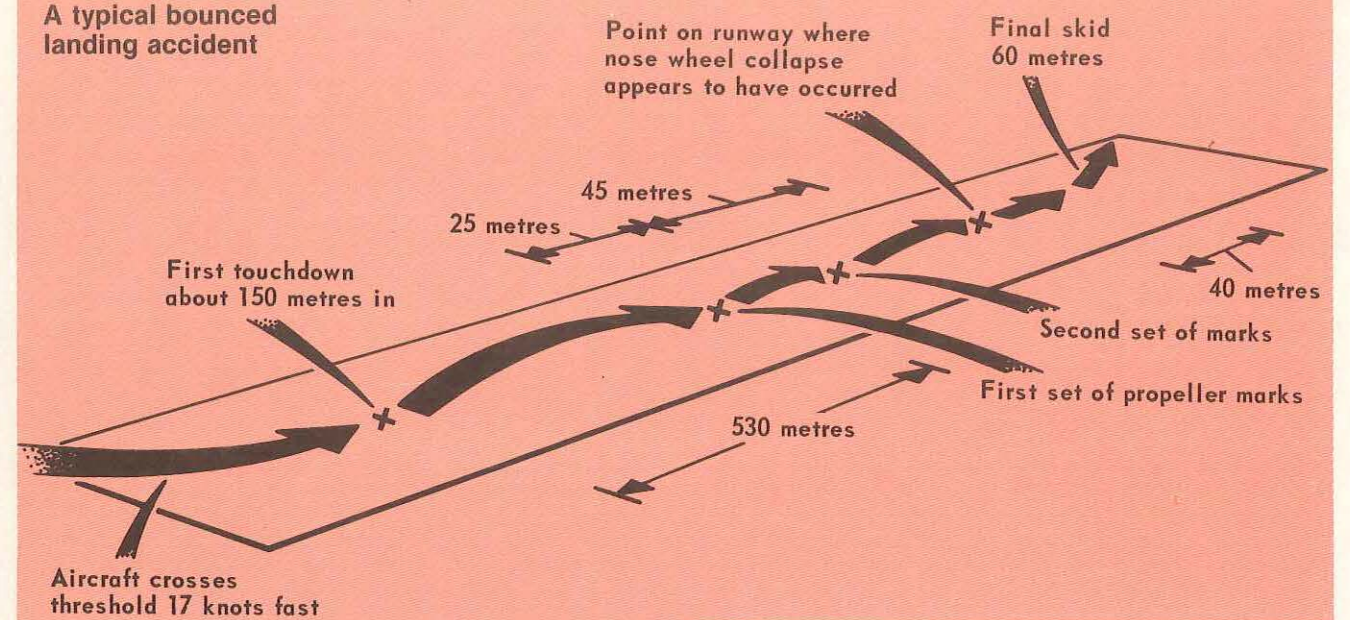 A typical bounced
landing accident
Point on runway where
nose wheel collapse
appears to have occurred
Final skid
60 metres
45 metres
25 metres
First touchdown
about 150 metres in
40 metres
Second set of marks
First set of propeller marks
530 metres
Aircraft crosses
threshold 17 knots fast